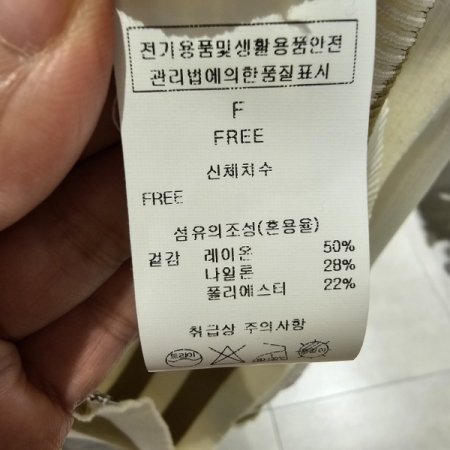 전기용품및생활용품안전
관리법에의한품질표시
F
FREE
신체치수
FREE
섬유의조성(혼용율)
겉감 레이온 50%
나일론 28%
폴리에스터 22%
취급상 주의사항
드라이